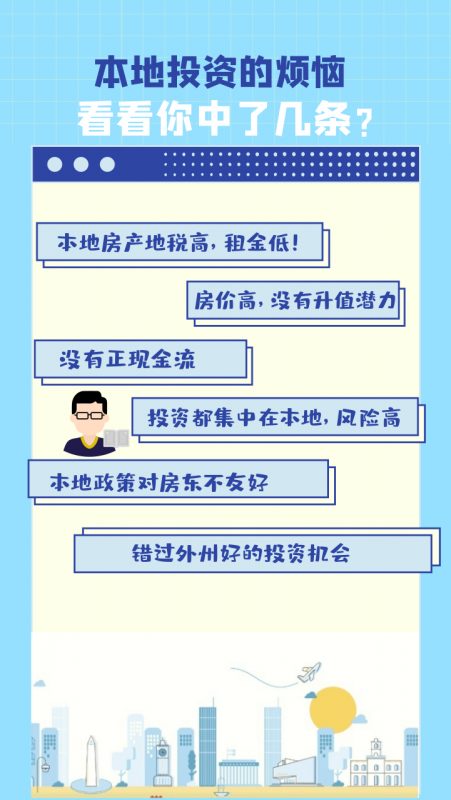 本地投资的烦恼
看看你中了几条?
本地房产地税高,租金低!
房价高,没有升值潜力
没有正现金流
投资都集中在本地,风险高
本地政策对房东不友好
错过外州好的投资机会